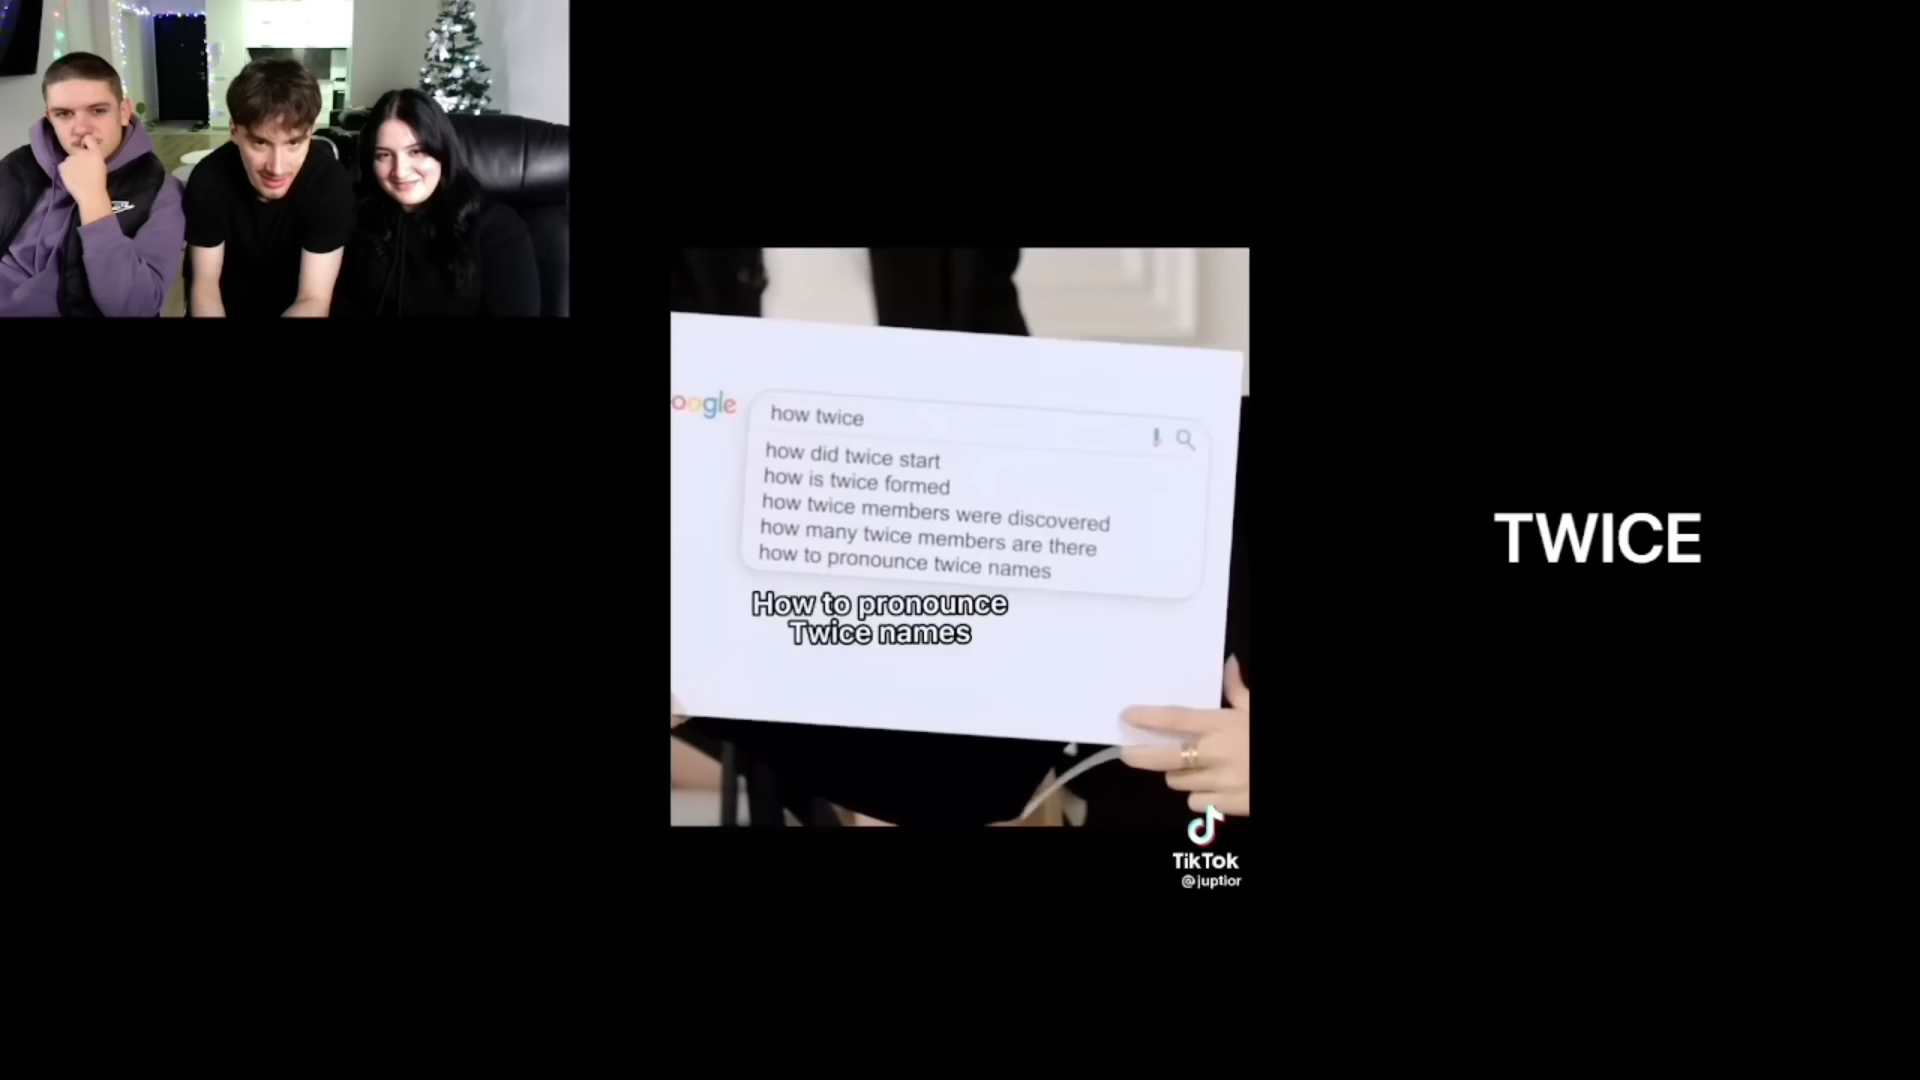 oogle
how twice
how did twice start
how is twice formed
how twice members were discovered
how many twice members are there
how to pronounce twice names
How to pronounce
Twice names
TWICE
TikTok
@juptior